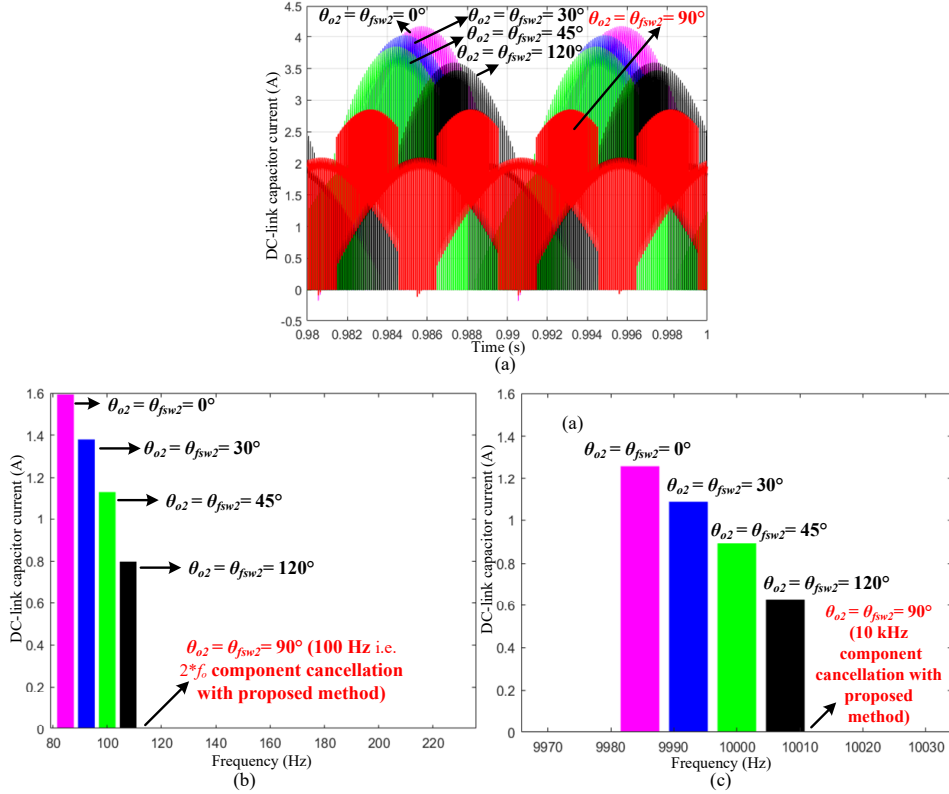 θo2 = θfsw2= 0°
θo2 = θfsw2= 30°
θo2 = θfsw2= 45°
θo2 = θfsw2= 120°
θo2 = θfsw2= 90°
DC-link capacitor current (A)
4.5
4
3.5
3
2.5
2
1.5
1
0.5
0
-0.5
0.98 0.982 0.984 0.986 0.988 0.99 0.992 0.994 0.996 0.998 1
Time (s)
(a)
DC-link capacitor current (A)
1.6
1.4
1.2
1
0.8
0.6
0.4
0.2
0
θo2 = θfsw2= 0°
θo2 = θfsw2= 30°
θo2 = θfsw2= 45°
θo2 = θfsw2= 120°
θo2 = θfsw2= 90° (100 Hz i.e.
2*fo component cancellation
with proposed method)
80 100 120 140 160 180 200 220
Frequency (Hz)
(b)
DC-link capacitor current (A)
1.6
1.4
1.2
1
0.8
0.6
0.4
0.2
0
(a)
θo2 = θfsw2= 0°
θo2 = θfsw2= 30°
θo2 = θfsw2= 45°
θo2 = θfsw2= 120°
θo2 = θfsw2= 90°
(10 kHz
component
cancellation with
proposed
method)
9970 9980 9990 10000 10010 10020 10030
Frequency (Hz)
(c)